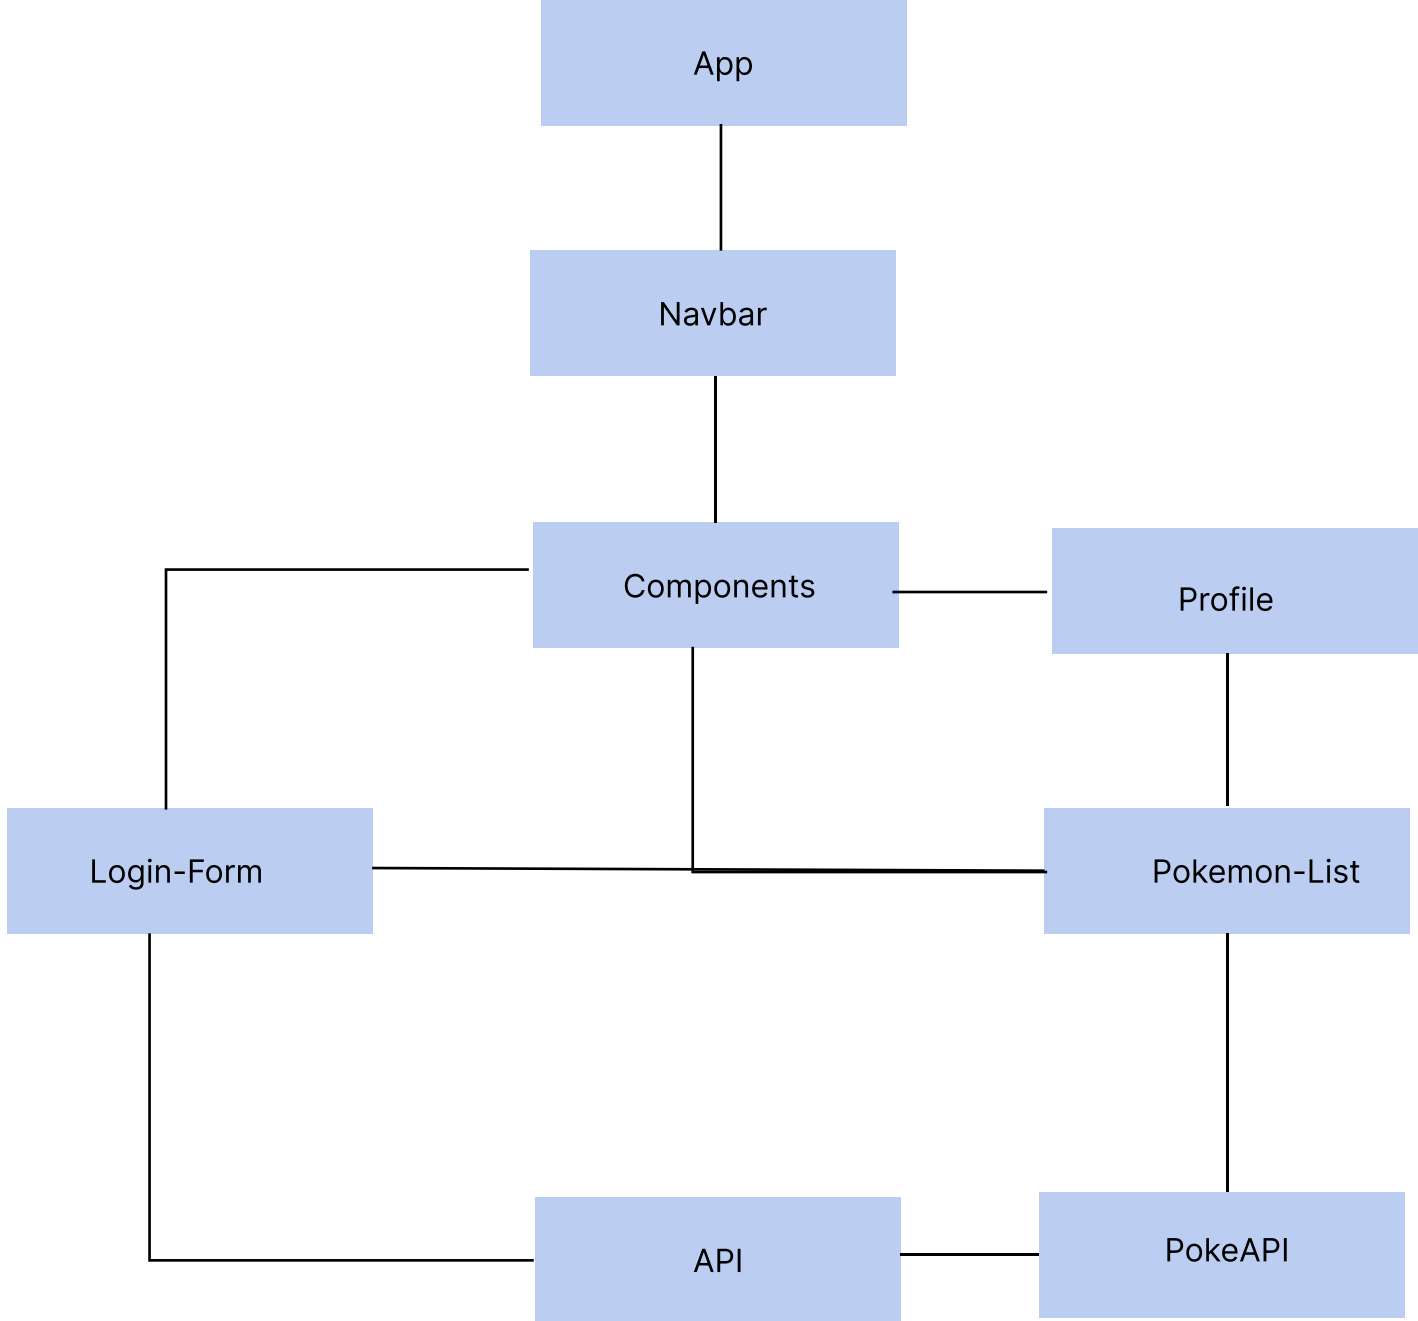 App
Navbar
Components
Profile
Login-Form
Pokemon-List
API
PokeAPI